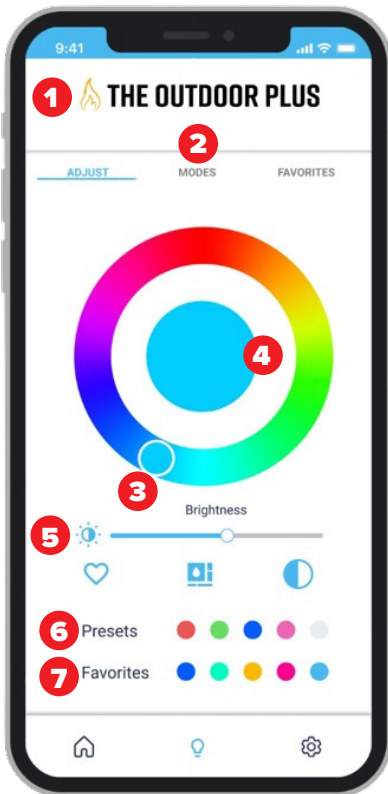 9:41
1 THE OUTDOOR PLUS
2
ADJUST MODES FAVORITES
4
3
Brightness
5
6 Presets
7 Favorites